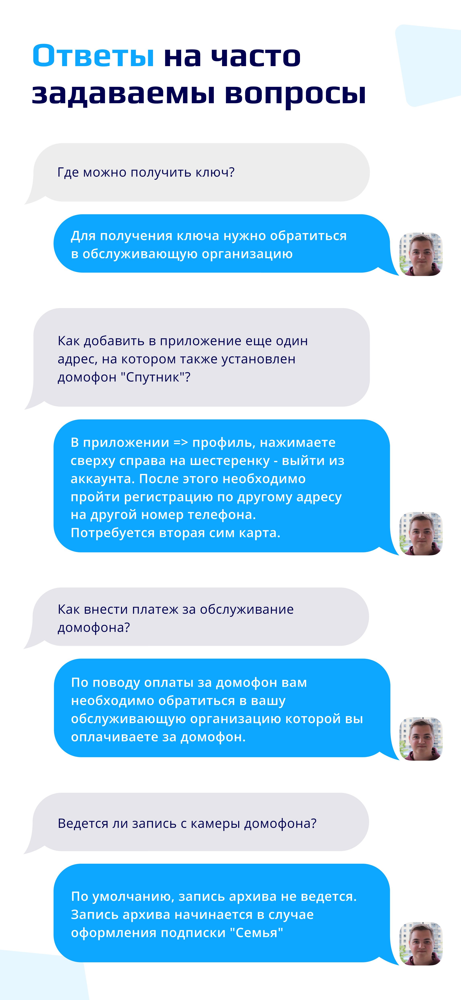 Ответы на часто
задаваемы вопросы
Где можно получить ключ?
Для получения ключа нужно обратиться
в обслуживающую организацию
Как добавить в приложение еще один
адрес, на котором также установлен
домофон "Спутник"?
В приложении => профиль, нажимаете
сверху справа на шестеренку - выйти из
аккаунта. После этого необходимо
пройти регистрацию по другому адресу
на другой номер телефона.
Потребуется вторая сим карта.
Как внести платеж за обслуживание
домофона?
По поводу оплаты за домофон вам
необходимо обратиться в вашу
обслуживающую организацию которой вы
оплачиваете за домофон.
Ведется ли запись с камеры домофона?
По умолчанию, запись архива не ведется.
Запись архива начинается в случае
оформления подписки "Семья"